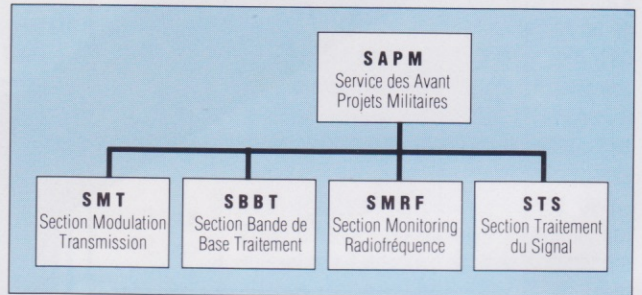 SAPM
Service des Avant
Projets Militaires
SMT
Section Modulation
Transmission
SBBT
Section Bande de
Base Traitement
SMRF
Section Monitoring
Radiofréquence
STS
Section Traitement
du Signal